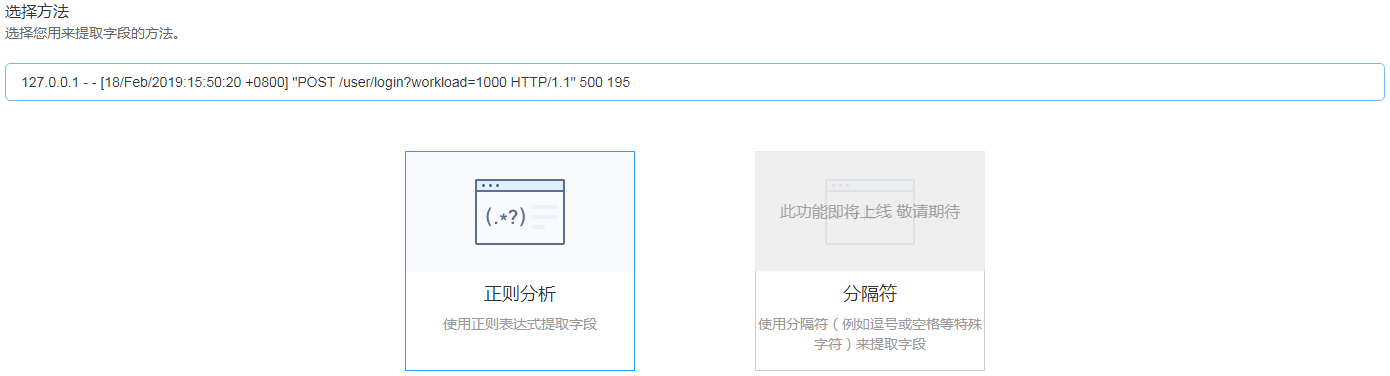 选择方法
选择您用来提取字段的方法。
127.0.0.1 - - [18/Feb/2019:15:50:20 +0800] "POST /user/login?workload=1000 HTTP/1.1" 500 195
(.*?)
此功能即将上线 敬请期待
正则分析
分隔符
使用正则表达式提取字段
使用分隔符（例如逗号或空格等特殊
字符）来提取字段